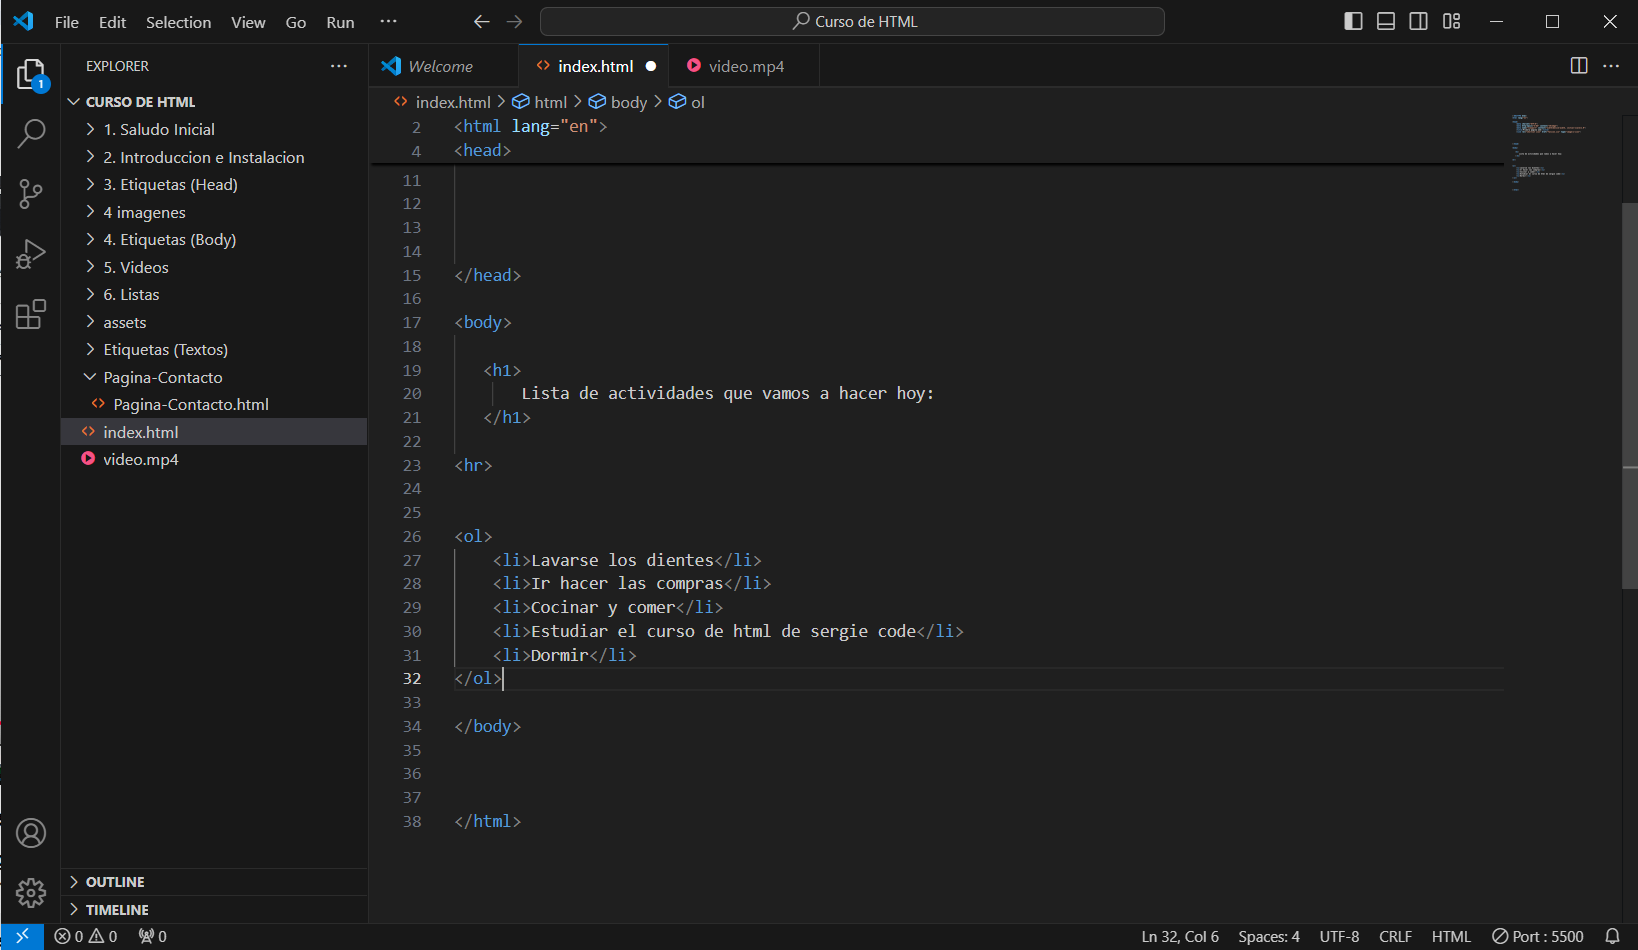 File Edit Selection View Go Run ···
Curso de HTML
EXPLORER ···
CURSO DE HTML
1. Saludo Inicial
2. Introduccion e Instalacion
3. Etiquetas (Head)
4 imagenes
4. Etiquetas (Body)
5. Videos
6. Listas
assets
Etiquetas (Textos)
Pagina-Contacto
<> Pagina-Contacto.html
<> index.html
video.mp4
OUTLINE
TIMELINE
1
Welcome
<> index.html
video.mp4
<> index.html > html > body > ol
2 <html lang="en">
4 <head>
11
12
13
14
15 </head>
16
17 <body>
18
19 <h1>
20 Lista de actividades que vamos a hacer hoy:
21 </h1>
22
23 <hr>
24
25
26 <ol>
27 <li>Lavarse los dientes</li>
28 <li>Ir hacer las compras</li>
29 <li>Cocinar y comer</li>
30 <li>Estudiar el curso de html de sergie code</li>
31 <li>Dormir</li>
32 </ol>
33
34 </body>
35
36
37
38 </html>
0 0 0 Ln 32, Col 6 Spaces: 4 UTF-8 CRLF HTML Port : 5500